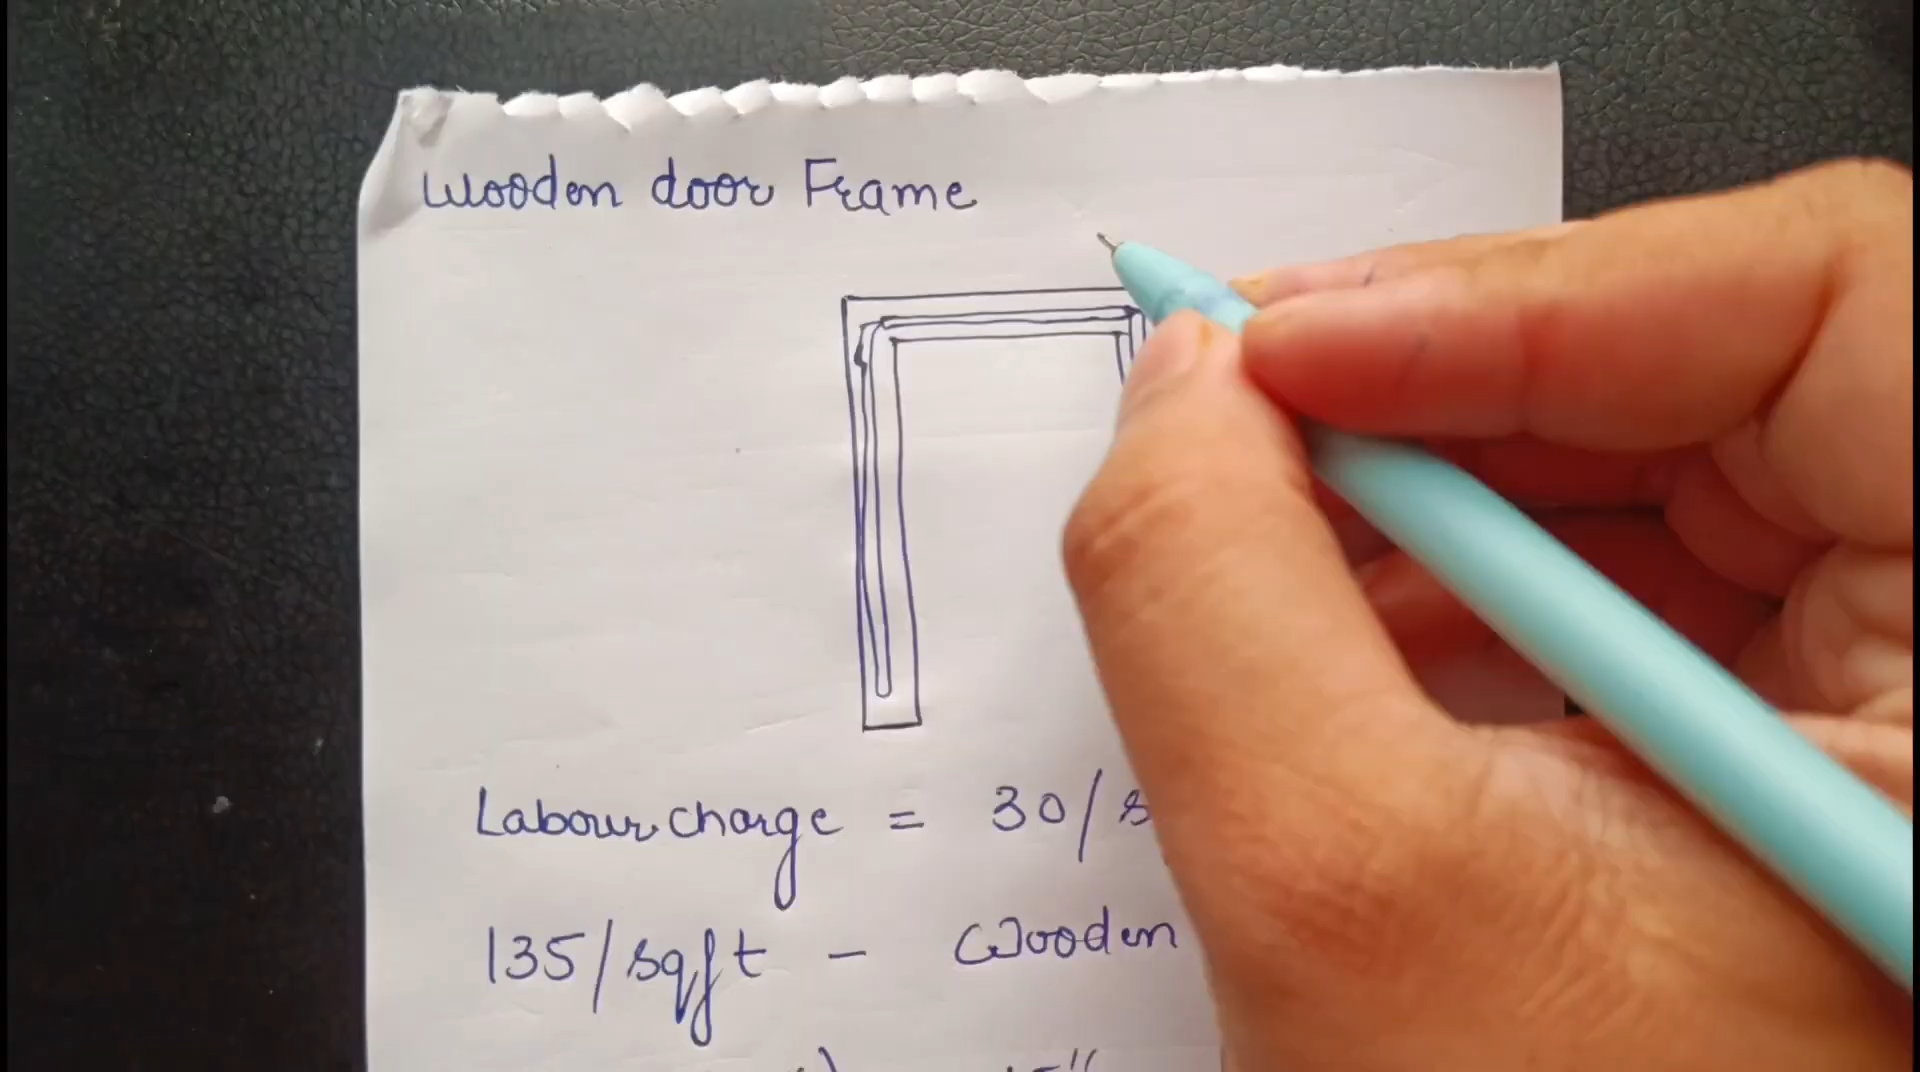 Wooden door Frame
Labour charge = 30/s
135/sqft - Wooden